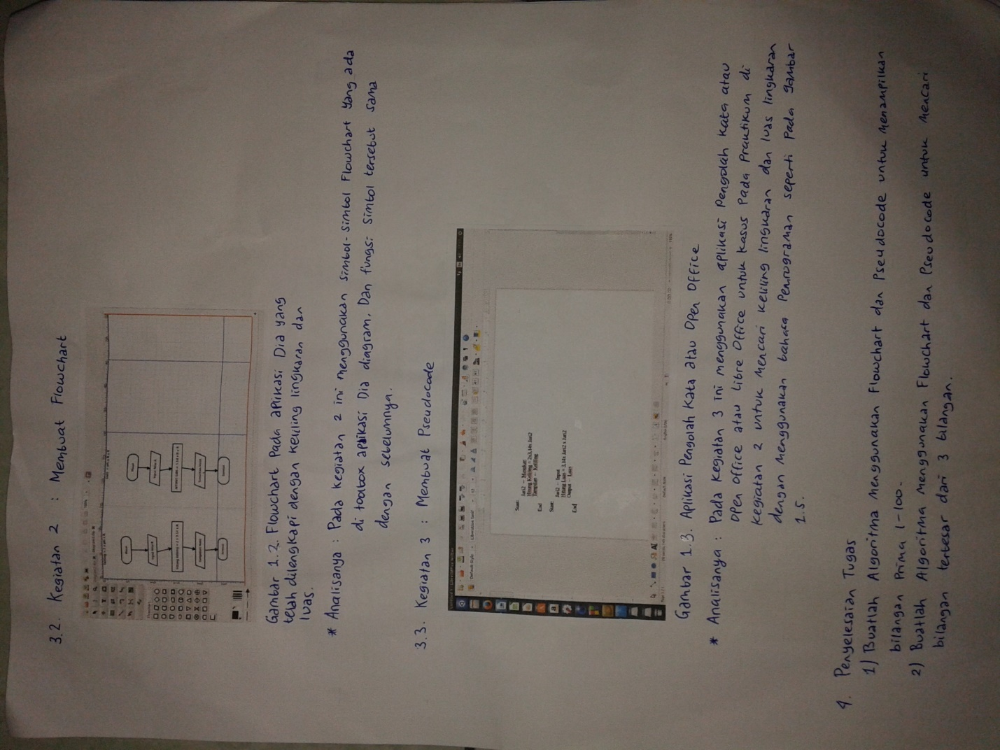 3.2. Kegiatan 2 : Membuat Flowchart
Gambar 1.2. Flowchart Pada aplikasi Dia yang
telah dilengkapi dengan keliling lingkaran dan
luas.
* Analisanya : Pada kegiatan 2 ini menggunakan simbol-simbol Flowchart yang ada
di toolbox aplikasi Dia diagram. Dan fungsi simbol tersebut sama
dengan sebelumnya.
3.3. Kegiatan 3 : Membuat Pseudocode
Start:
Jari2 ← Masukan
Hitung Keliling = 2x3,14x Jari2
Tampilan ← Keliling
End
Start:
Jari2 ← Input
Hitung Luas = 3,14x Jari2 x Jari2
Output ← Luas
End
Gambar 1.3. Aplikasi Pengolah Kata atau Open Office
* Analisanya : Pada Kegiatan 3 ini menggunakan aplikasi Pengolah Kata atau
Open Office atau Libre Office untuk kasus Pada Praktikum di
kegiatan 2 untuk mencari keliling lingkaran dan luas lingkaran
dengan menggunakan bahasa Pemrograman seperti Pada gambar
1.5.
4. Penyelesaian Tugas
1) Buatlah Algoritma menggunakan Flowchart dan Pseudocode untuk menampilkan
bilangan Prima 1-100.
2) Buatlah Algoritma menggunakan Flowchart dan Pseudocode untuk mencari
bilangan terbesar dari 3 bilangan.